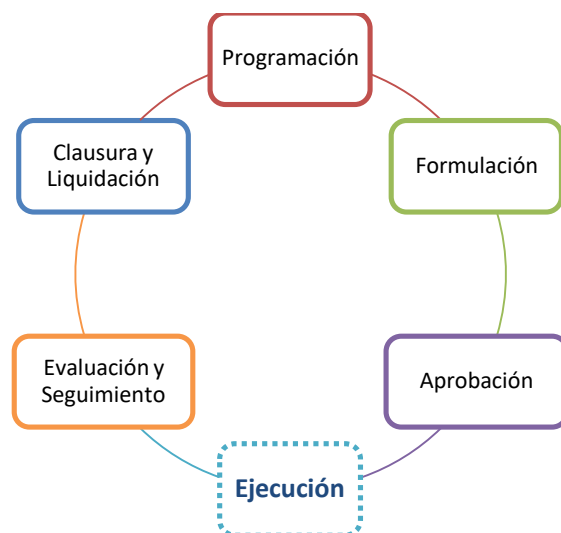 Programación
Formulación
Aprobación
Ejecución
Evaluación y
Seguimiento
Clausura y
Liquidación